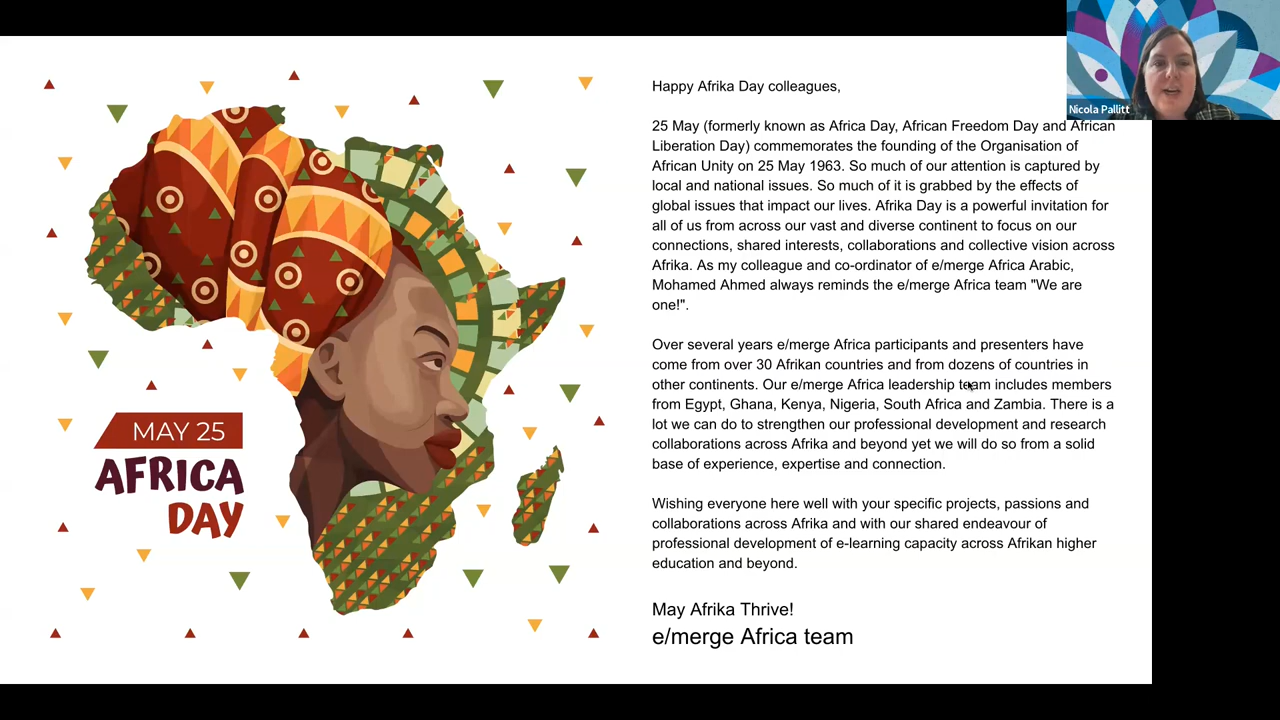 Nicola Pallitt
Happy Afrika Day colleagues,
25 May (formerly known as Africa Day, African Freedom Day and African
Liberation Day) commemorates the founding of the Organisation of
African Unity on 25 May 1963. So much of our attention is captured by
local and national issues. So much of it is grabbed by the effects of
global issues that impact our lives. Afrika Day is a powerful invitation for
all of us from across our vast and diverse continent to focus on our
connections, shared interests, collaborations and collective vision across
Afrika. As my colleague and co-ordinator of e/merge Africa Arabic,
Mohamed Ahmed always reminds the e/merge Africa team "We are
one!".
Over several years e/merge Africa participants and presenters have
come from over 30 Afrikan countries and from dozens of countries in
other continents. Our e/merge Africa leadership team includes members
from Egypt, Ghana, Kenya, Nigeria, South Africa and Zambia. There is a
lot we can do to strengthen our professional development and research
collaborations across Afrika and beyond yet we will do so from a solid
base of experience, expertise and connection.
Wishing everyone here well with your specific projects, passions and
collaborations across Afrika and with our shared endeavour of
professional development of e-learning capacity across Afrikan higher
education and beyond.
May Afrika Thrive!
e/merge Africa team
MAY 25
AFRICA
DAY